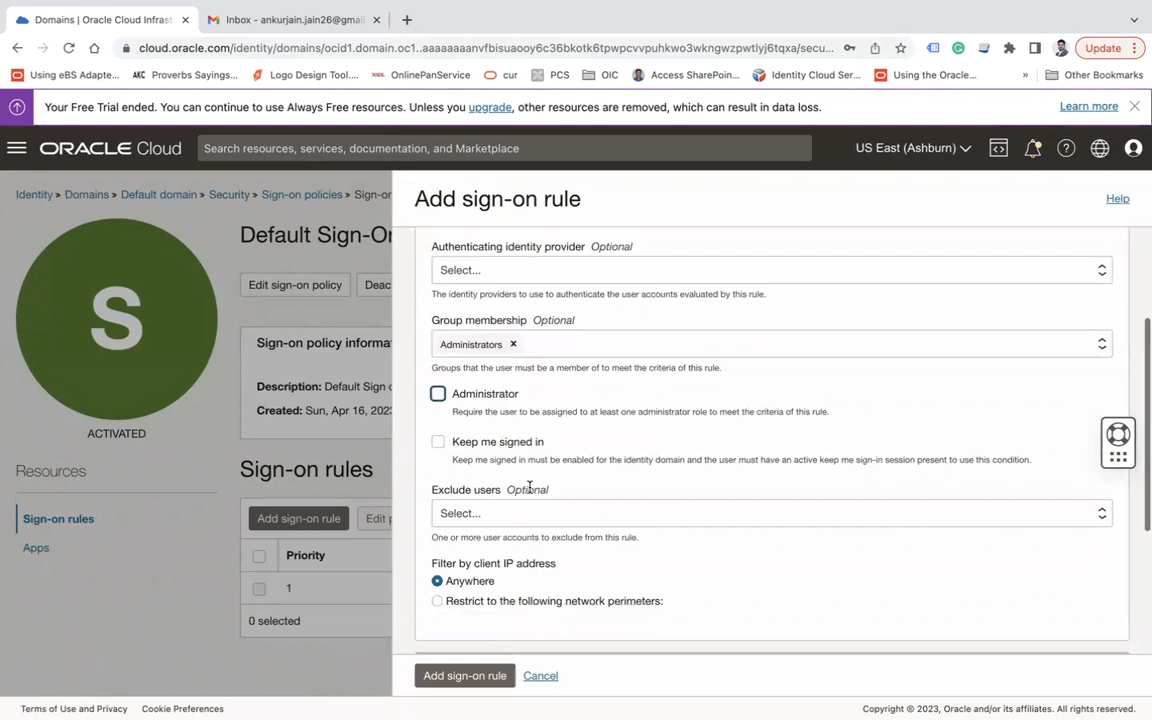 Domains | Oracle Cloud Infrast
Inbox - ankurjain.jain26@gmai
cloud.oracle.com/identity/domains/ocid1.domain.oc1..aaaaaaaanvfbisuaooy6c36bkotk6tpwpcvvpuhkwo3wkngwzpwtlyj6tqxa/secu...
Update
Using eBS Adapte...
Proverbs Sayings...
Logo Design Tool....
OnlinePanService
cur
PCS
OIC
Access SharePoin...
Identity Cloud Ser...
Using the Oracle...
»
Other Bookmarks
Your Free Trial ended. You can continue to use Always Free resources. Unless you upgrade, other resources are removed, which can result in data loss.
Learn more
ORACLE Cloud
Search resources, services, documentation, and Marketplace
US East (Ashburn)
Identity » Domains » Default domain » Security » Sign-on policies » Sign-on
S
ACTIVATED
Default Sign-On
Edit sign-on policy
Deac
Sign-on policy informa
Description: Default Sign
Created: Sun, Apr 16, 2023
Resources
Sign-on rules
Apps
Sign-on rules
Add sign-on rule
Edit p
Priority
1
0 selected
Add sign-on rule
Help
Authenticating identity provider Optional
Select...
The identity providers to use to authenticate the user accounts evaluated by this rule.
Group membership Optional
Administrators ×
Groups that the user must be a member of to meet the criteria of this rule.
Administrator
Require the user to be assigned to at least one administrator role to meet the criteria of this rule.
Keep me signed in
Keep me signed in must be enabled for the identity domain and the user must have an active keep me sign-in session present to use this condition.
Exclude users Optional
Select...
One or more user accounts to exclude from this rule.
Filter by client IP address
Anywhere
Restrict to the following network perimeters:
Add sign-on rule
Cancel
Terms of Use and Privacy
Cookie Preferences
Copyright © 2023, Oracle and/or its affiliates. All rights reserved.